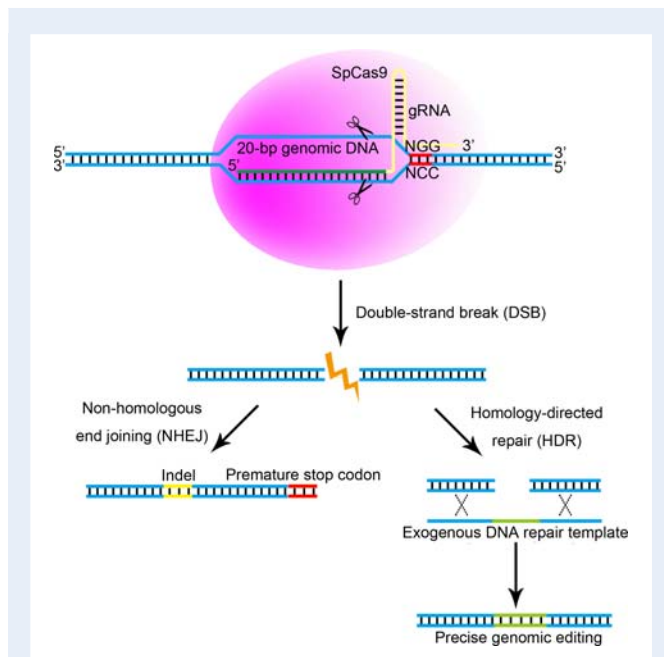 SpCas9
gRNA
5’
3’
20-bp genomic DNA
5’
NGG
3’
NCC
3’
5’
Double-strand break (DSB)
Non-homologous
end joining (NHEJ)
Homology-directed
repair (HDR)
Indel
Premature stop codon
Exogenous DNA repair template
Precise genomic editing